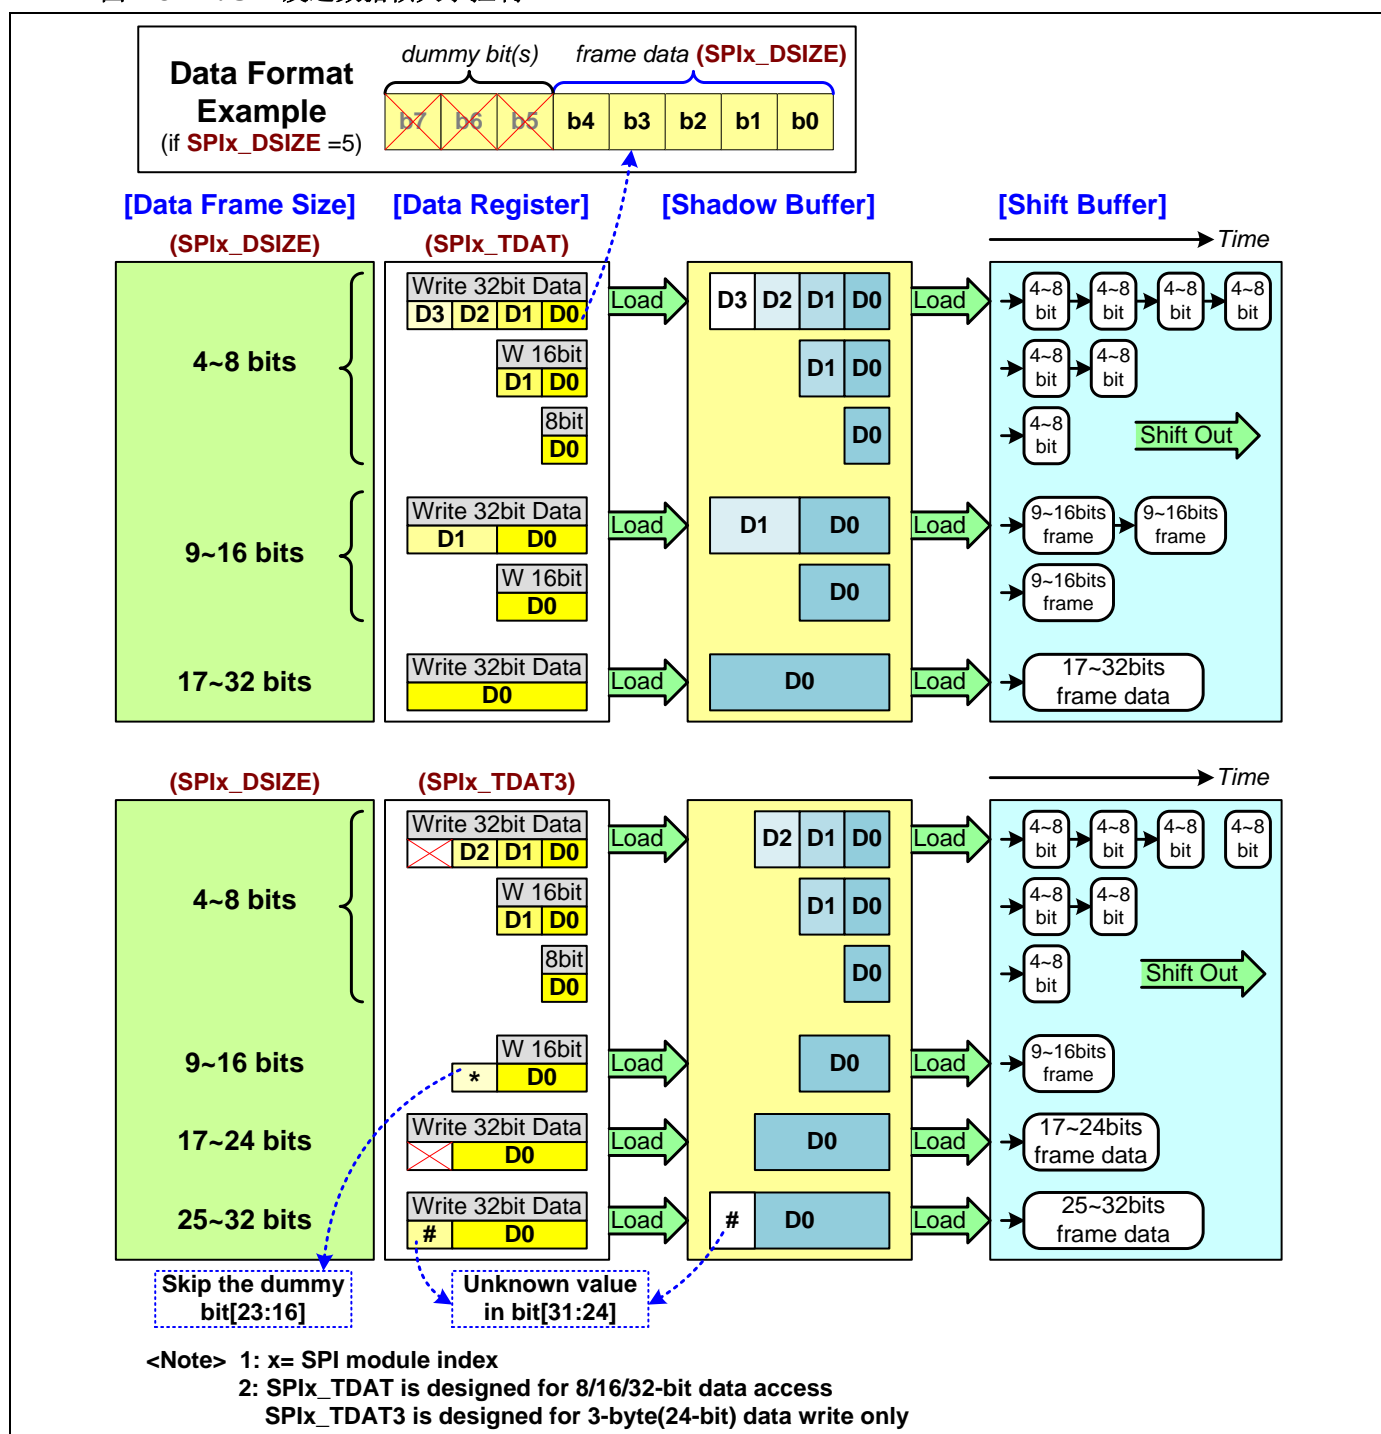 Data Format
Example
(if SPIx_DSIZE =5)
dummy bit(s)
frame data (SPIx_DSIZE)
b7 b6 b5 b4 b3 b2 b1 b0
[Data Frame Size] [Data Register] [Shadow Buffer] [Shift Buffer]
(SPIx_DSIZE) (SPIx_TDAT) Time
4~8 bits
Write 32bit Data
D3 D2 D1 D0
Load
D3 D2 D1 D0
Load
4~8 bit 4~8 bit 4~8 bit 4~8 bit
W 16bit
D1 D0
D1 D0
4~8 bit 4~8 bit
8bit
D0
D0
4~8 bit
Shift Out
9~16 bits
Write 32bit Data
D1 D0
Load
D1 D0
Load
9~16bits frame 9~16bits frame
W 16bit
D0
D0
9~16bits frame
17~32 bits
Write 32bit Data
D0
Load
D0
Load
17~32bits
frame data
(SPIx_DSIZE) (SPIx_TDAT3) Time
4~8 bits
Write 32bit Data
D2 D1 D0
Load
D2 D1 D0
Load
4~8 bit 4~8 bit 4~8 bit 4~8 bit
W 16bit
D1 D0
D1 D0
4~8 bit 4~8 bit
8bit
D0
D0
4~8 bit
Shift Out
9~16 bits
W 16bit
* D0
Load
D0
Load
9~16bits
frame
17~24 bits
Write 32bit Data
D0
Load
D0
Load
17~24bits
frame data
25~32 bits
Write 32bit Data
# D0
Load
# D0
Load
25~32bits
frame data
Skip the dummy
bit[23:16]
Unknown value
in bit[31:24]
<Note> 1: x= SPI module index
2: SPIx_TDAT is designed for 8/16/32-bit data access
SPIx_TDAT3 is designed for 3-byte(24-bit) data write only